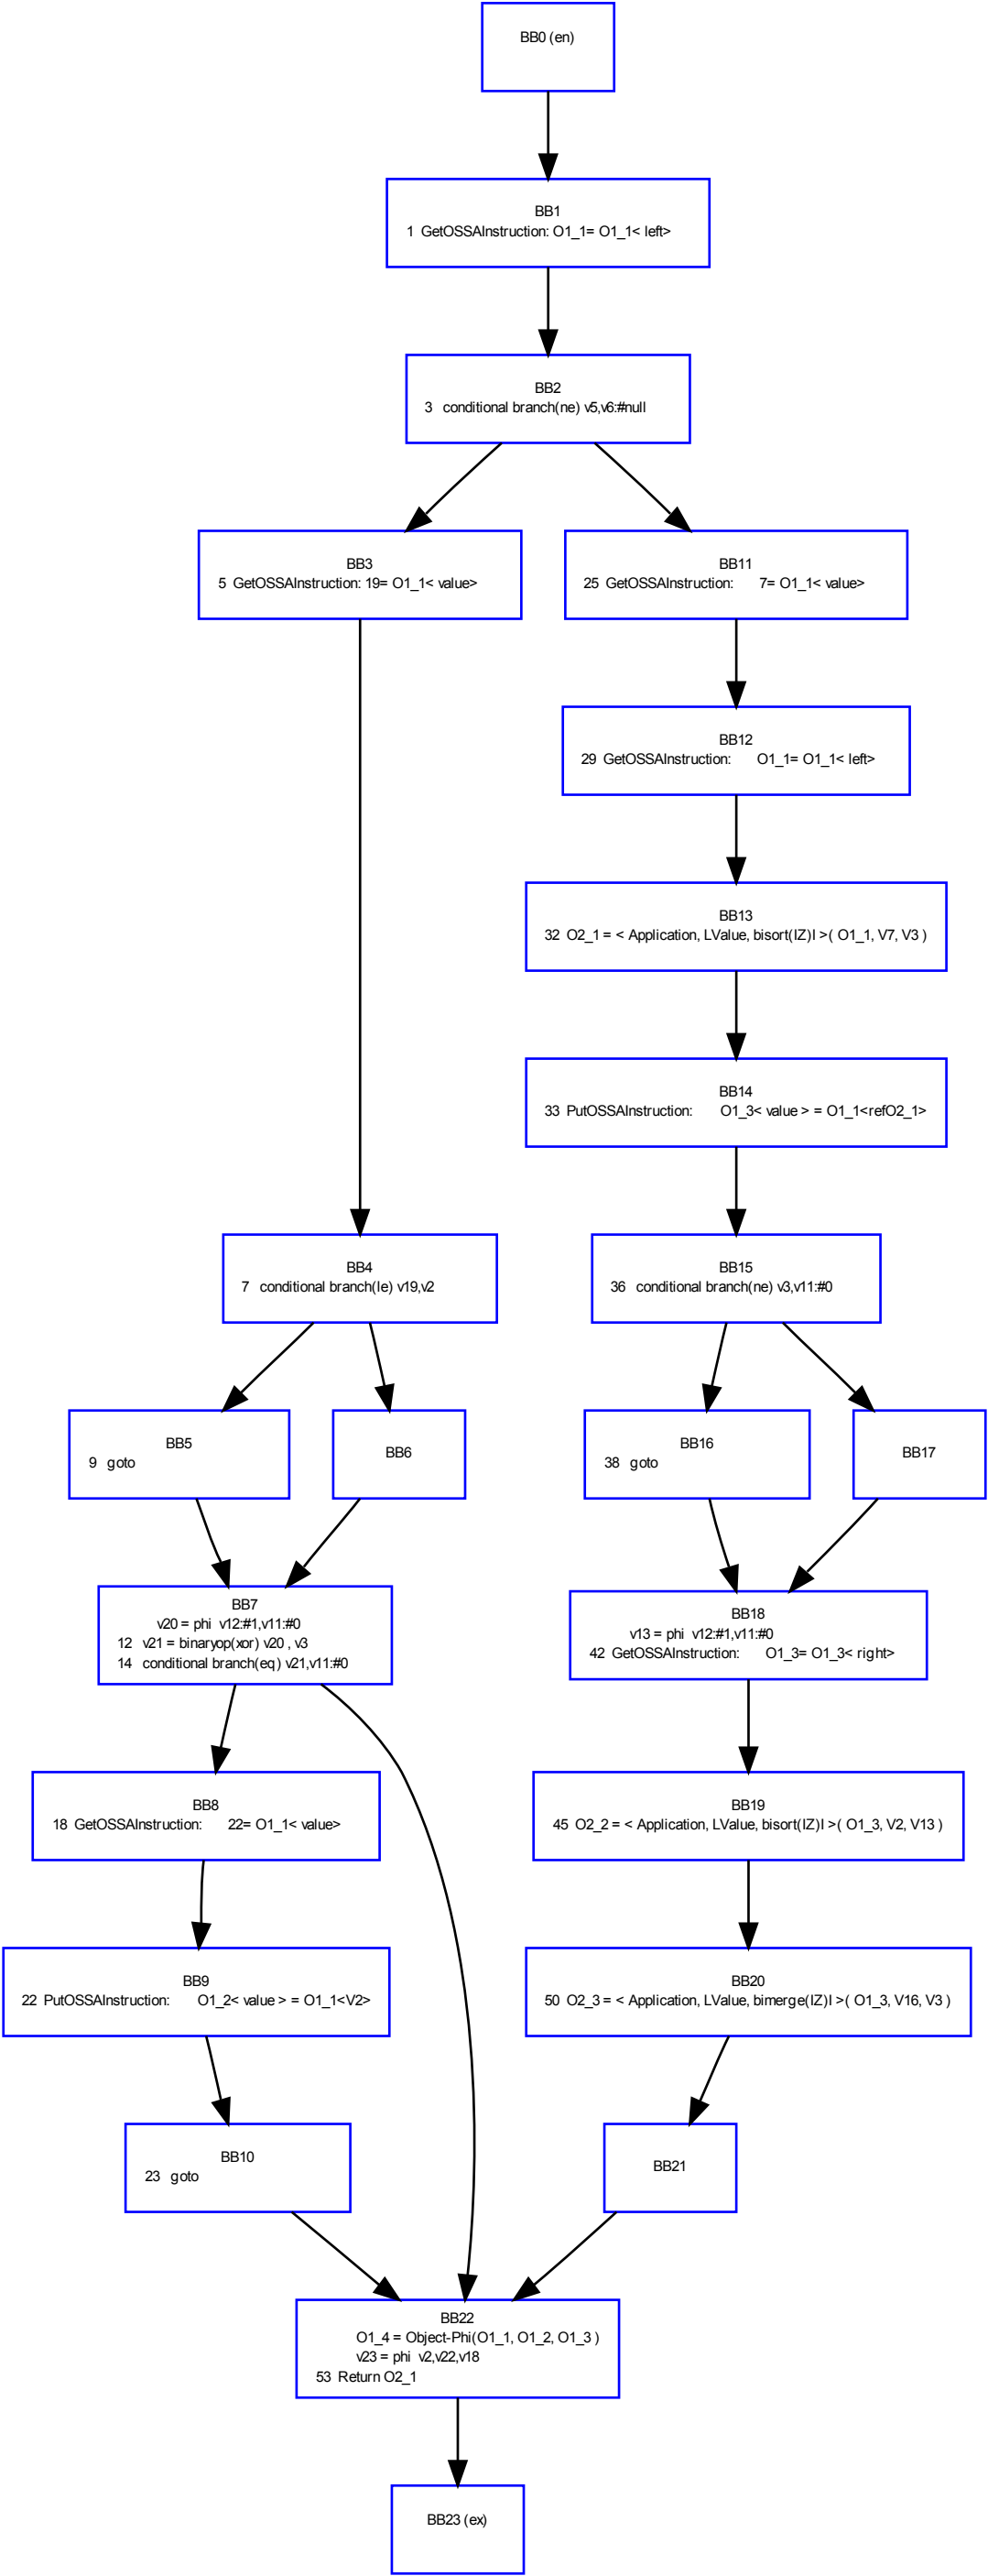 BB0 (en)
BB1
1 GetOSSAInstruction: O1_1= O1_1< left>
BB2
3 conditional branch(ne) v5,v6:#null
BB3
5 GetOSSAInstruction: 19= O1_1< value>
BB11
25 GetOSSAInstruction: 7= O1_1< value>
BB12
29 GetOSSAInstruction: O1_1= O1_1< left>
BB13
32 O2_1 = < Application, LValue, bisort(IZ)I >( O1_1, V7, V3 )
BB14
33 PutOSSAInstruction: O1_3< value > = O1_1<refO2_1>
BB4
7 conditional branch(le) v19,v2
BB15
36 conditional branch(ne) v3,v11:#0
BB5
9 goto
BB6
BB16
38 goto
BB17
BB7
v20 = phi v12:#1,v11:#0
12 v21 = binaryop(xor) v20 , v3
14 conditional branch(eq) v21,v11:#0
BB18
v13 = phi v12:#1,v11:#0
42 GetOSSAInstruction: O1_3= O1_3< right>
BB8
18 GetOSSAInstruction: 22= O1_1< value>
BB19
45 O2_2 = < Application, LValue, bisort(IZ)I >( O1_3, V2, V13 )
BB9
22 PutOSSAInstruction: O1_2< value > = O1_1<V2>
BB20
50 O2_3 = < Application, LValue, bimerge(IZ)I >( O1_3, V16, V3 )
BB10
23 goto
BB21
BB22
O1_4 = Object-Phi(O1_1, O1_2, O1_3 )
v23 = phi v2,v22,v18
53 Return O2_1
BB23 (ex)